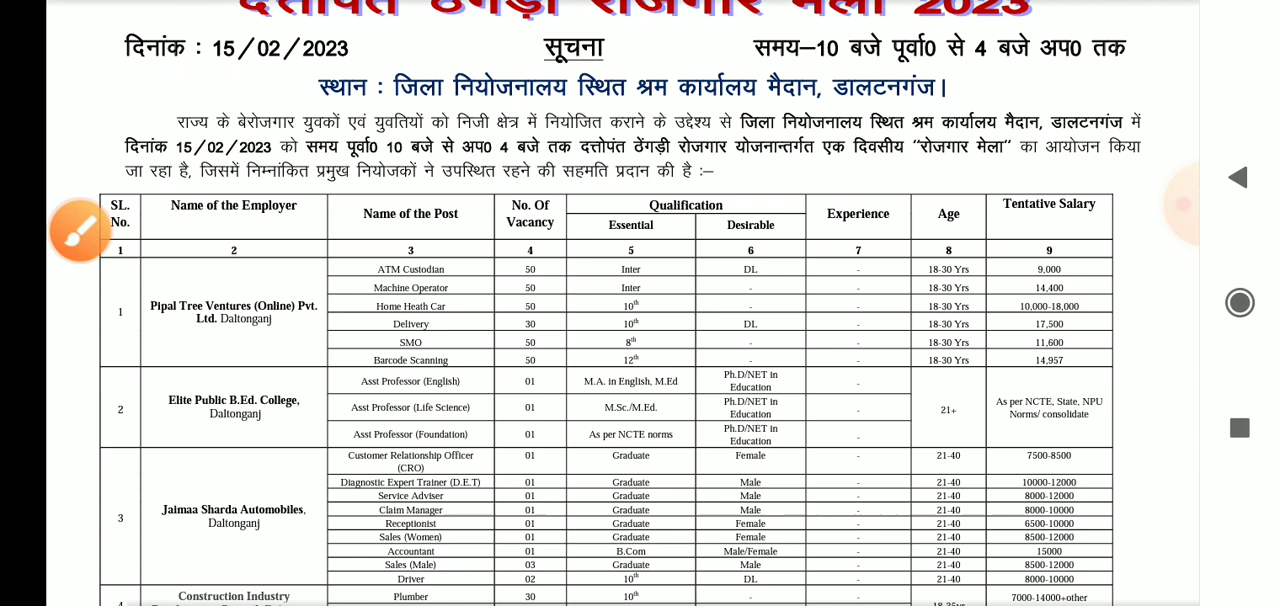 दत्तोपंत ठेंगड़ी रोजगार मेला 2023
दिनांक : 15/02/2023 सूचना समय–10 बजे पूर्वा0 से 4 बजे अप0 तक
स्थान : जिला नियोजनालय स्थित श्रम कार्यालय मैदान, डालटनगंज।
राज्य के बेरोजगार युवकों एवं युवतियों को निजी क्षेत्र में नियोजित कराने के उद्देश्य से जिला नियोजनालय स्थित श्रम कार्यालय मैदान, डालटनगंज में
दिनांक 15/02/2023 को समय पूर्वा0 10 बजे से अप0 4 बजे तक दत्तोपंत ठेंगड़ी रोजगार योजनान्तर्गत एक दिवसीय "रोजगार मेला" का आयोजन किया
जा रहा है, जिसमें निम्नांकित प्रमुख नियोजकों ने उपस्थित रहने की सहमति प्रदान की है :–
SL. No. Name of the Employer Name of the Post No. Of Vacancy Qualification Experience Age Tentative Salary
Essential Desirable
1 2 3 4 5 6 7 8 9
1 Pipal Tree Ventures (Online) Pvt. Ltd. Daltonganj
ATM Custodian 50 Inter DL - 18-30 Yrs 9,000
Machine Operator 50 Inter - - 18-30 Yrs 14,400
Home Heath Car 50 10th - - 18-30 Yrs 10,000-18,000
Delivery 30 10th DL - 18-30 Yrs 17,500
SMO 50 8th - - 18-30 Yrs 11,600
Barcode Scanning 50 12th - - 18-30 Yrs 14,957
2 Elite Public B.Ed. College, Daltonganj
Asst Professor (English) 01 M.A. in English, M.Ed Ph.D/NET in Education - 21+ As per NCTE, State, NPU Norms/ consolidate
Asst Professor (Life Science) 01 M.Sc./M.Ed. Ph.D/NET in Education -
Asst Professor (Foundation) 01 As per NCTE norms Ph.D/NET in Education -
3 Jaimaa Sharda Automobiles, Daltonganj
Customer Relationship Officer (CRO) 01 Graduate Female - 21-40 7500-8500
Diagnostic Expert Trainer (D.E.T) 01 Graduate Male - 21-40 10000-12000
Service Adviser 01 Graduate Male - 21-40 8000-12000
Claim Manager 01 Graduate Male - 21-40 8000-10000
Receptionist 01 Graduate Female - 21-40 6500-10000
Sales (Women) 01 Graduate Female - 21-40 8500-12000
Accountant 01 B.Com Male/Female - 21-40 15000
Sales (Male) 03 Graduate Male - 21-40 8500-12000
Driver 02 10th DL - 21-40 8000-10000
4 Construction Industry
Plumber 30 10th - - 18-35yr 7000-14000+other